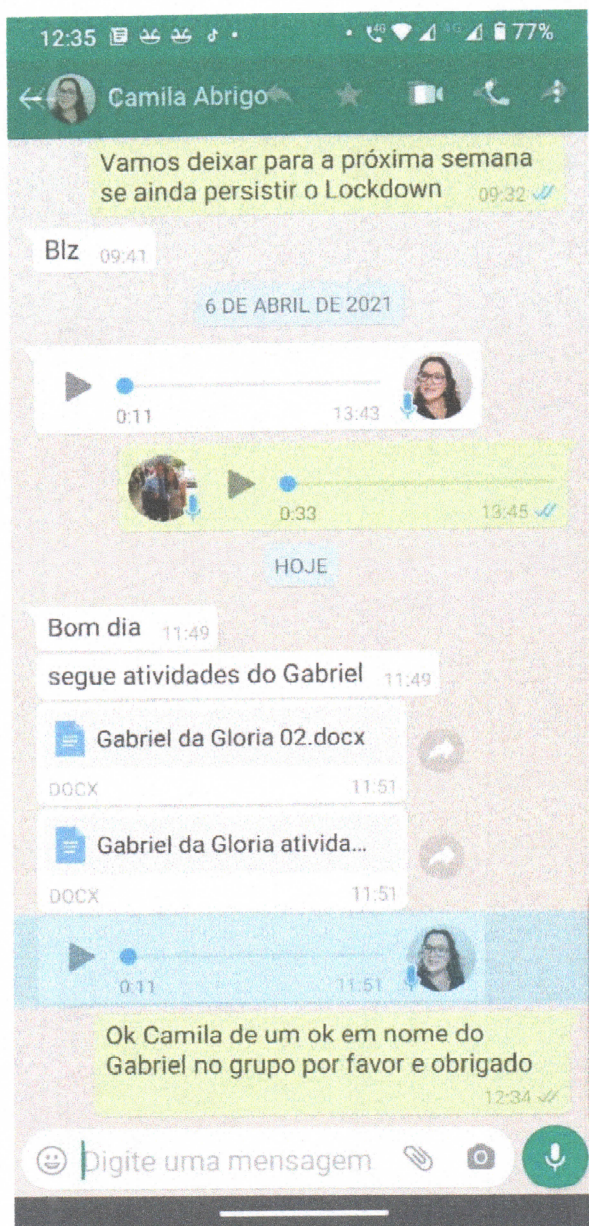 12:35 4G 4G 77%
Camila Abrigo
Vamos deixar para a próxima semana
se ainda persistir o Lockdown 09:32
Blz 09:41
6 DE ABRIL DE 2021
0:11 13:43
0:33 13:45
HOJE
Bom dia 11:49
segue atividades do Gabriel 11:49
Gabriel da Gloria 02.docx
DOCX 11:51
Gabriel da Gloria ativida...
DOCX 11:51
0:11 11:51
Ok Camila de um ok em nome do
Gabriel no grupo por favor e obrigado
12:34
Digite uma mensagem